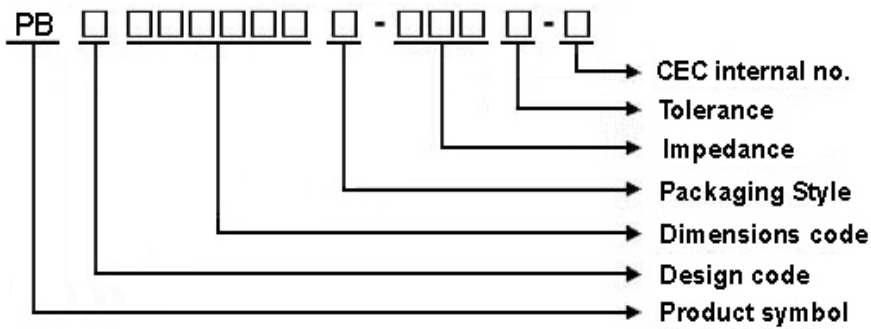 PB □ □□□□□□ □ - □□□ □ - □
CEC internal no.
Tolerance
Impedance
Packaging Style
Dimensions code
Design code
Product symbol